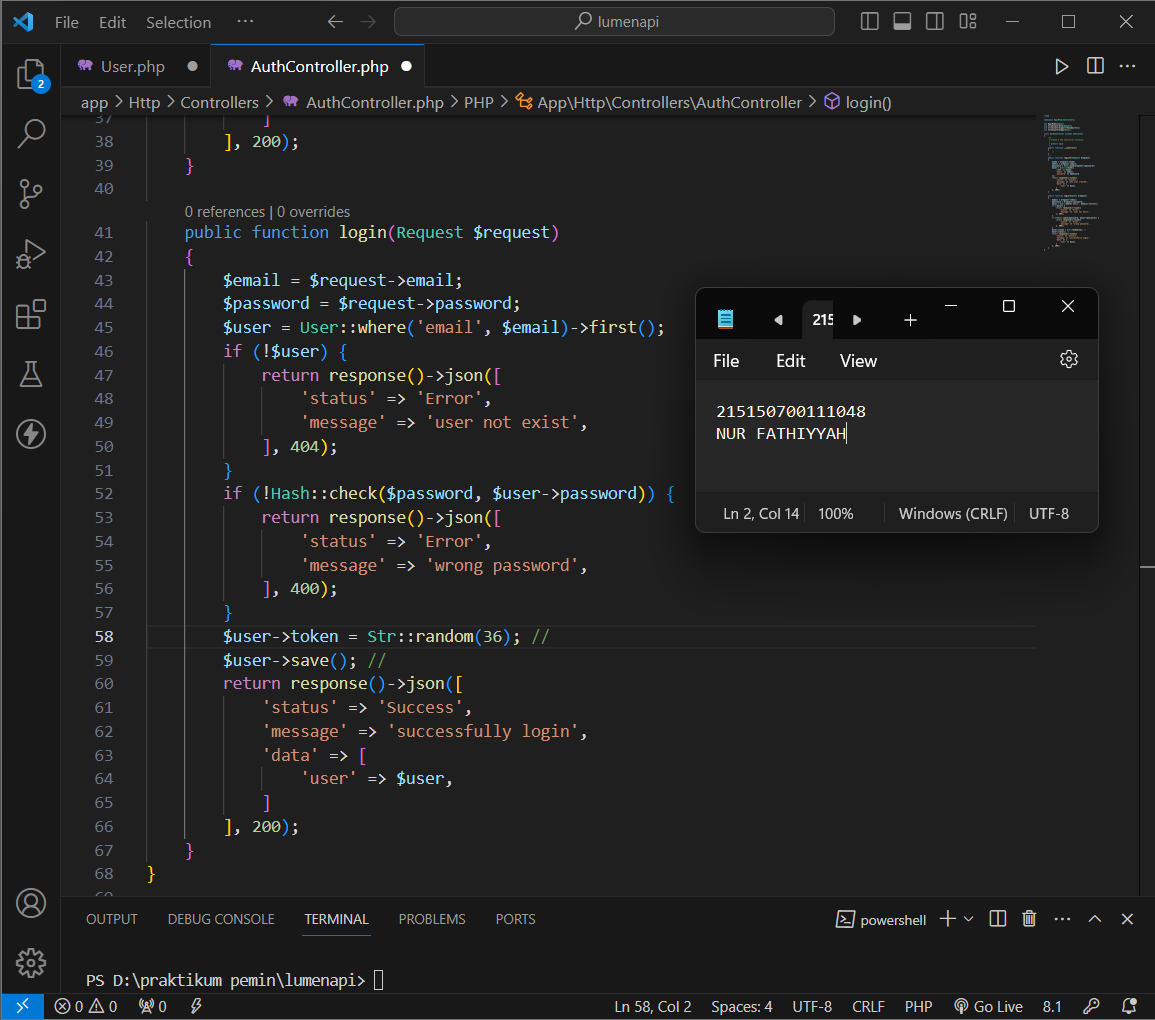 File Edit Selection ··· lumenapi
User.php AuthController.php
app > Http > Controllers > AuthController.php > PHP > App\Http\Controllers\AuthController > login()
37 ]
38 ], 200);
39 }
40
0 references | 0 overrides
41 public function login(Request $request)
42 {
43 $email = $request->email;
44 $password = $request->password;
45 $user = User::where('email', $email)->first();
46 if (!$user) {
47 return response()->json([
48 'status' => 'Error',
49 'message' => 'user not exist',
50 ], 404);
51 }
52 if (!Hash::check($password, $user->password)) {
53 return response()->json([
54 'status' => 'Error',
55 'message' => 'wrong password',
56 ], 400);
57 }
58 $user->token = Str::random(36); //
59 $user->save(); //
60 return response()->json([
61 'status' => 'Success',
62 'message' => 'successfully login',
63 'data' => [
64 'user' => $user,
65 ]
66 ], 200);
67 }
68 }
69
215
File Edit View
215150700111048
NUR FATHIYYAH
Ln 2, Col 14 100% Windows (CRLF) UTF-8
2
OUTPUT DEBUG CONSOLE TERMINAL PROBLEMS PORTS powershell
PS D:\praktikum pemin\lumenapi>
0 0 0 Ln 58, Col 2 Spaces: 4 UTF-8 CRLF PHP Go Live 8.1